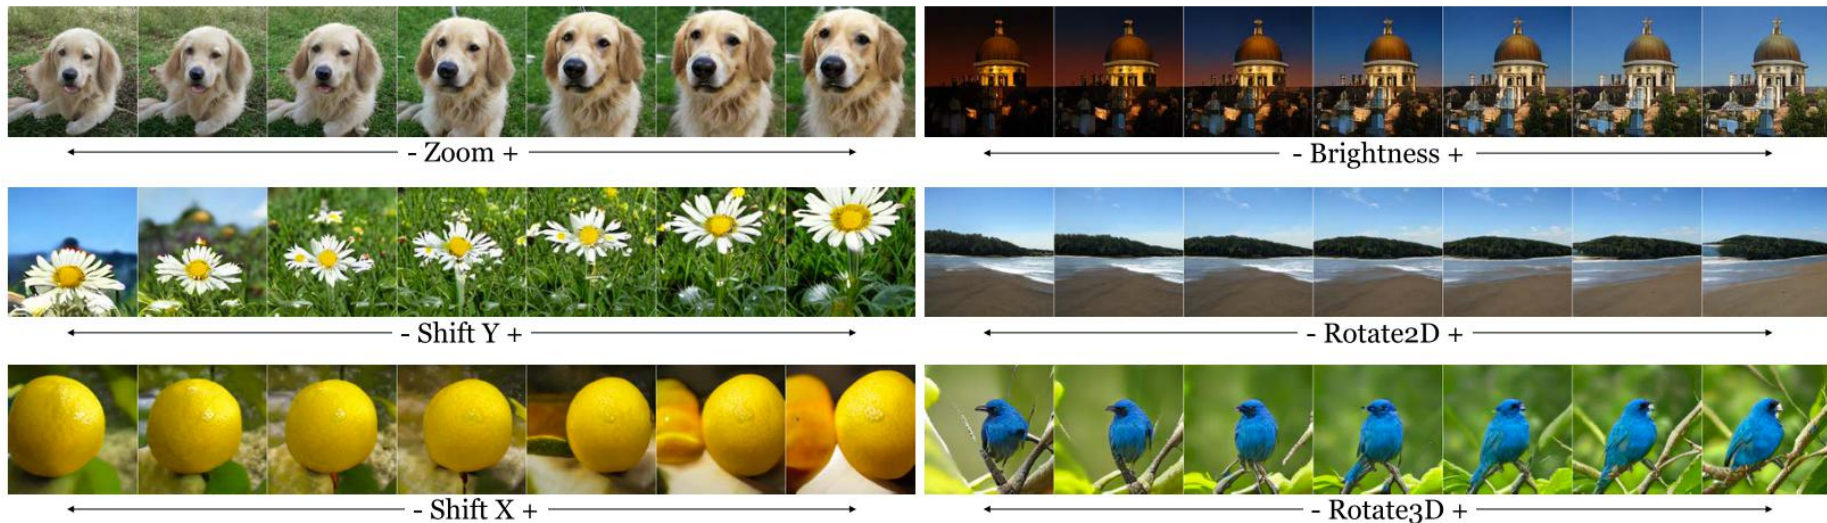 - Zoom +
- Brightness +
- Shift Y +
- Rotate2D +
- Shift X +
- Rotate3D +